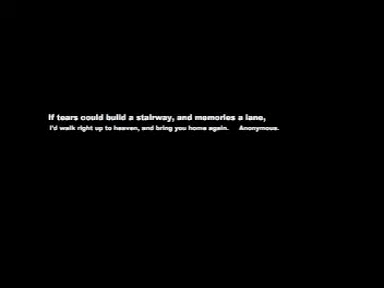 If tears could build a stairway, and memories a lane,
I'd walk right up to heaven, and bring you home again. Anonymous.